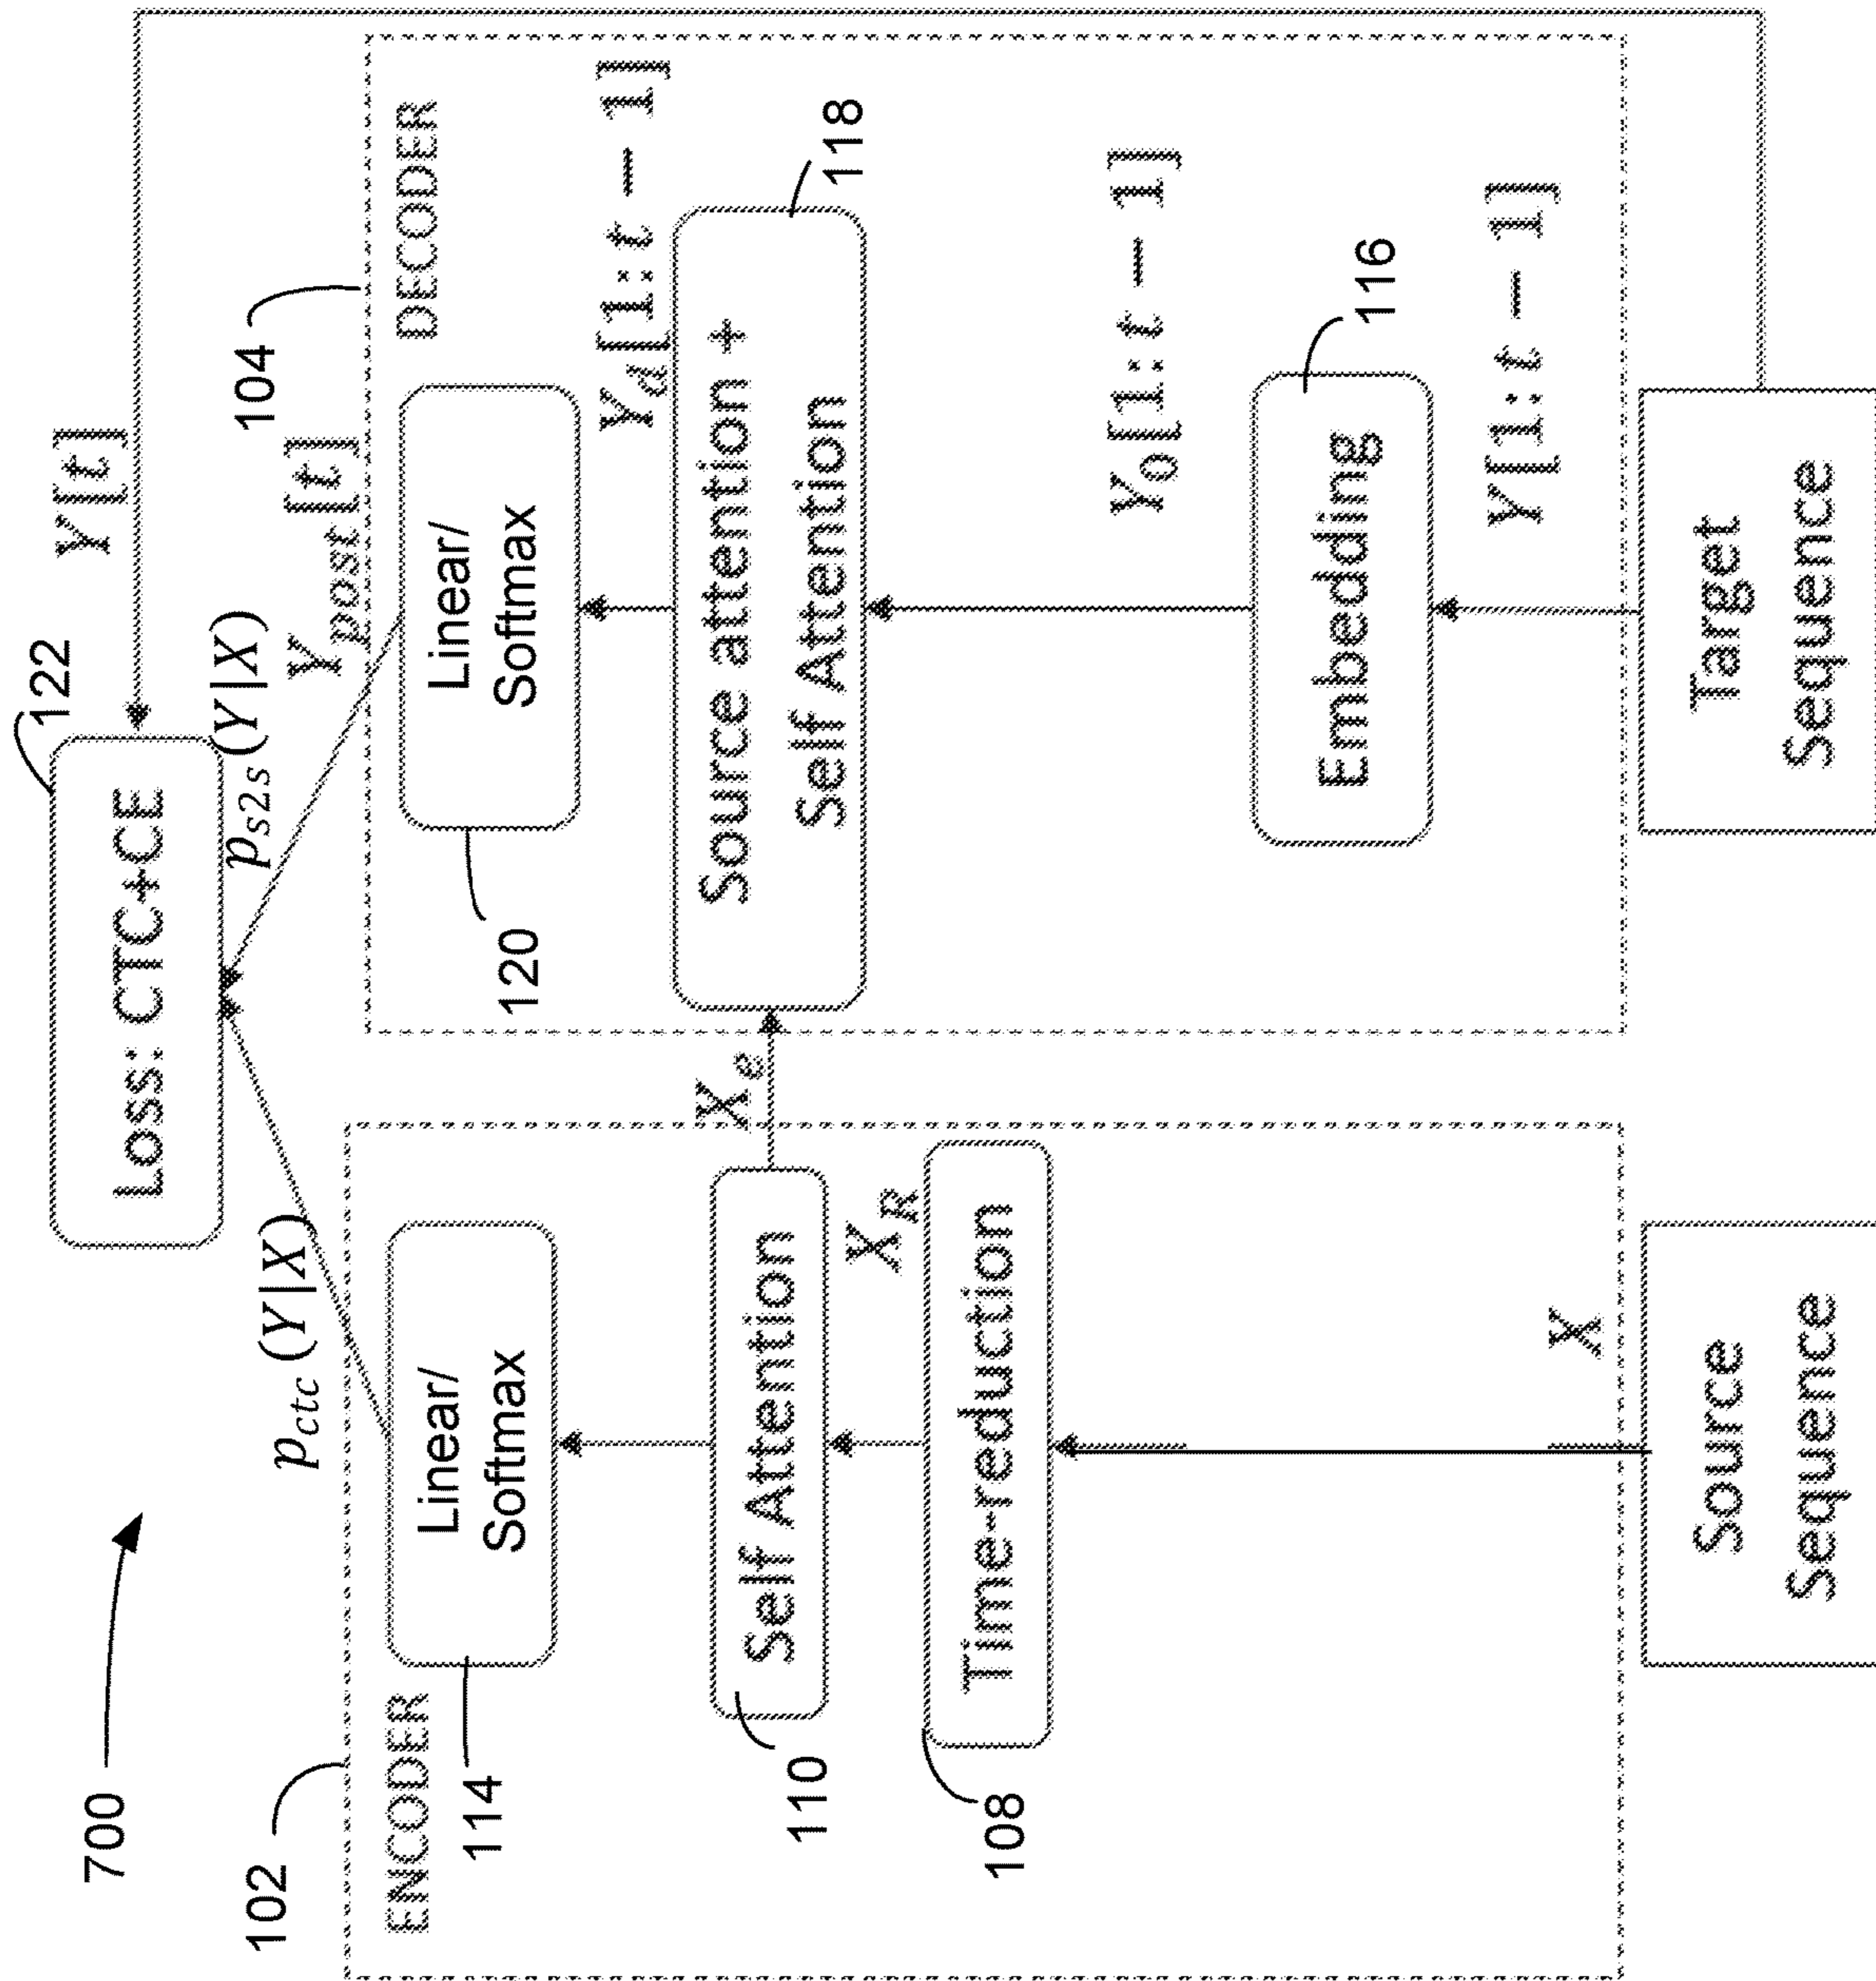 700
122
Loss: CTC+CE
Y[t]
p_ctc(Y|X)
p_s2s(Y|X)
Y_post[t]
102
104
ENCODER
DECODER
Linear/
Softmax
114
Linear/
Softmax
120
Y_d[1:t − 1]
Self Attention
110
X_e
Source attention +
Self Attention
118
X_R
Time-reduction
108
Y_0[1:t − 1]
Embedding
116
X
Y[1:t − 1]
Source
Sequence
Target
Sequence